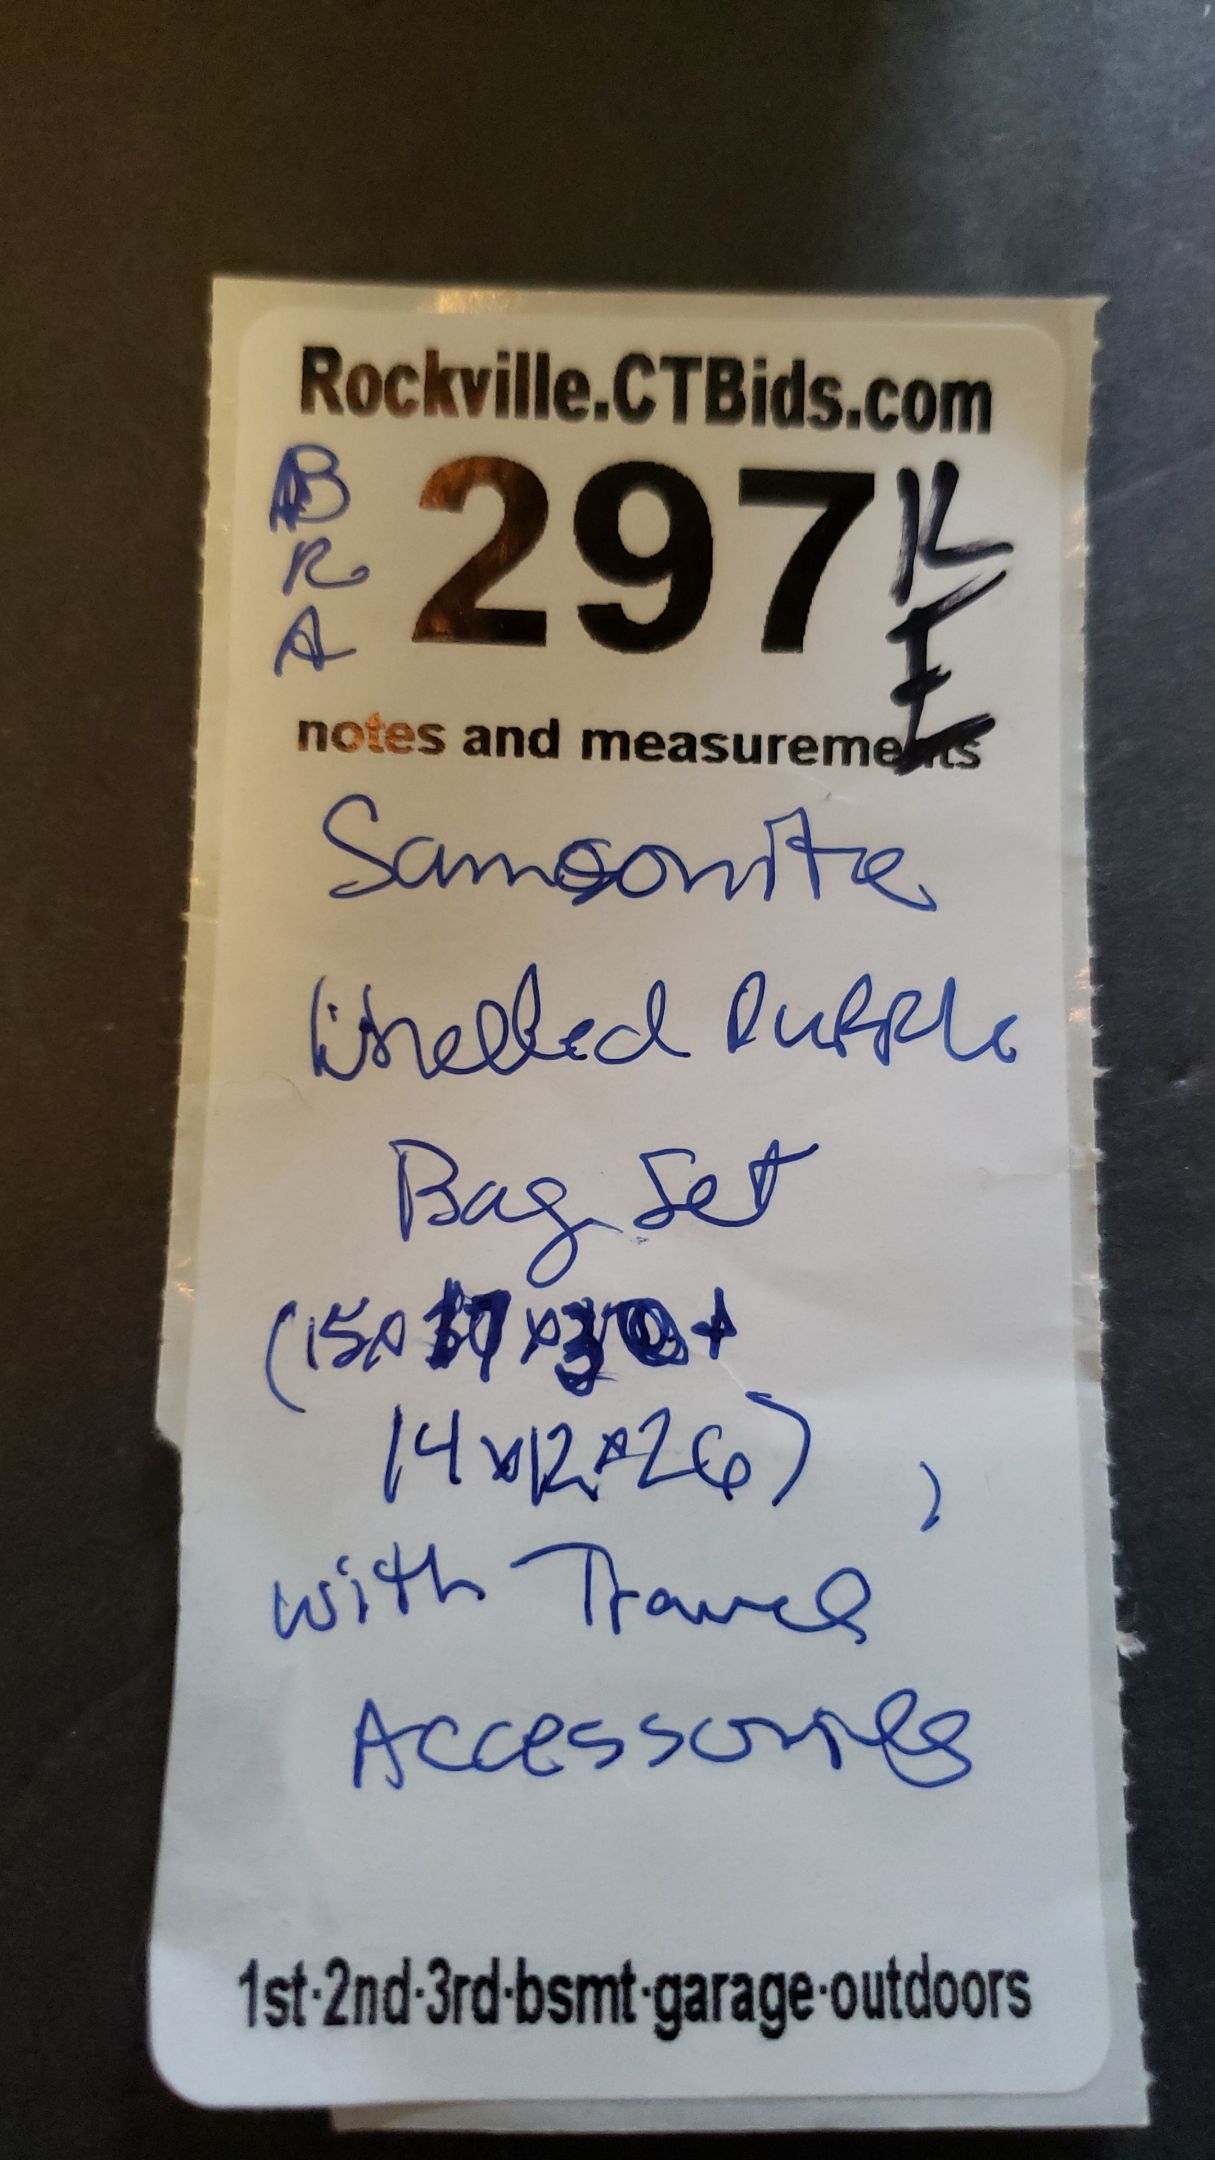 Rockville.CTBids.com
B
R
A
297
K
E
notes and measurements
Samsonite
Wheeled Duffle
Bag Set
(15x17x30+
14x12x26)
,
with Travel
Accessories
1st·2nd·3rd·bsmt·garage·outdoors